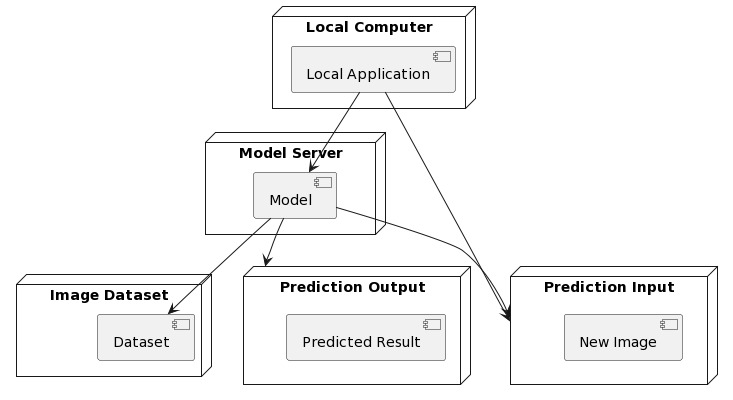 Local Computer
Local Application
Model Server
Model
Image Dataset
Dataset
Prediction Output
Predicted Result
Prediction Input
New Image